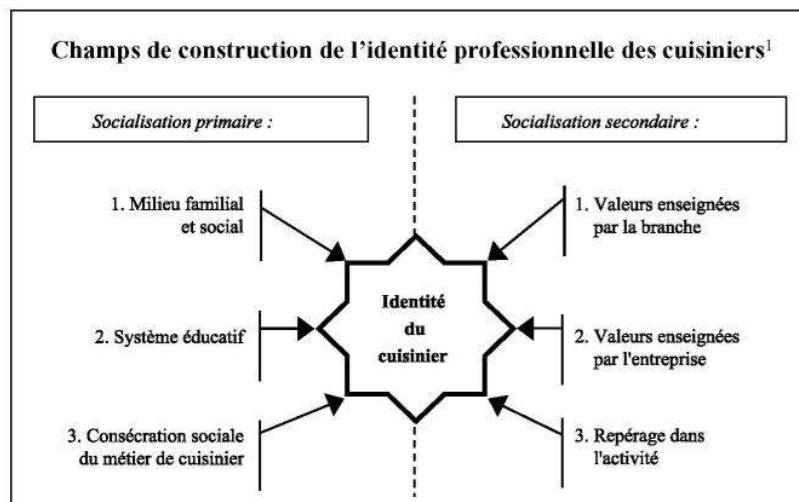 Champs de construction de l'identité professionnelle des cuisiniers¹
Socialisation primaire :
1. Milieu familial
et social
2. Système éducatif
3. Consécration sociale
du métier de cuisinier
Identité
du
cuisinier
Socialisation secondaire :
1. Valeurs enseignées
par la branche
2. Valeurs enseignées
par l'entreprise
3. Repérage dans
l'activité